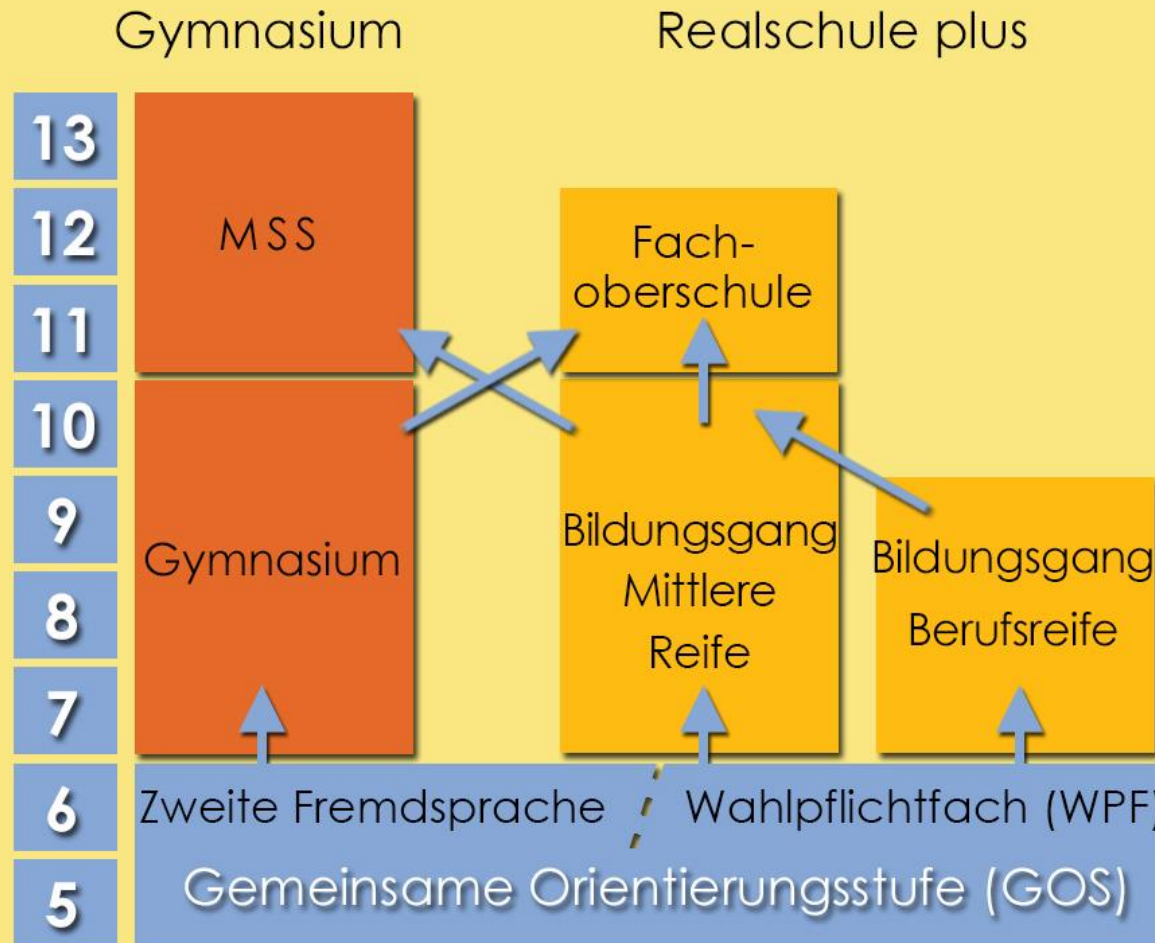 Gymnasium
Realschule plus
13
12
11
10
9
8
7
6
5
MSS
Fach-
oberschule
Gymnasium
Bildungsgang
Mittlere
Reife
Bildungsgang
Berufsreife
Zweite Fremdsprache
Wahlpflichtfach (WPF)
Gemeinsame Orientierungsstufe (GOS)